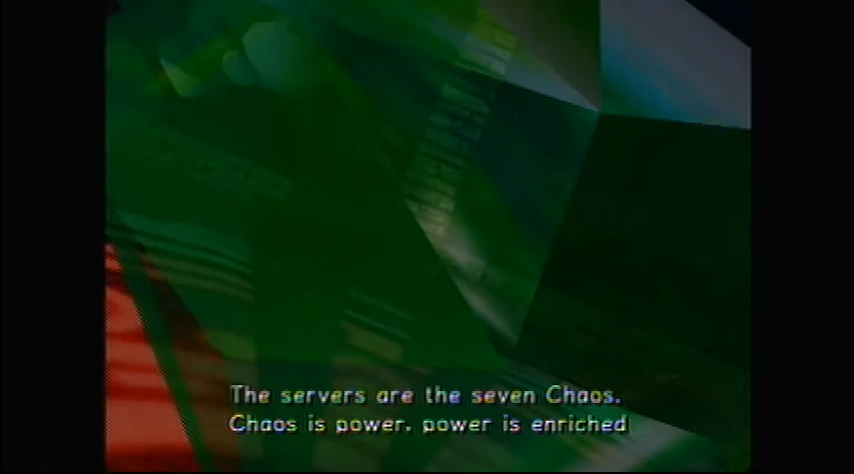 The servers are the seven Chaos.
Chaos is power. power is enriched